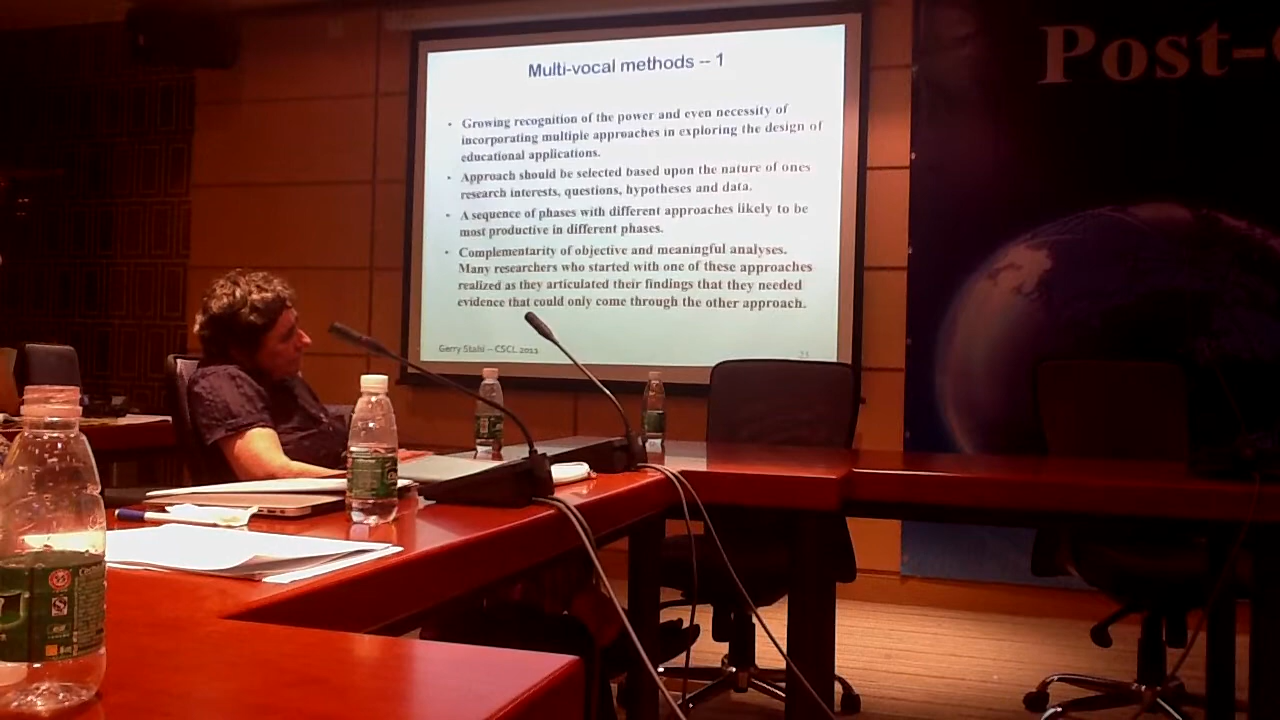 Multi-vocal methods -- 1
Post-
• Growing recognition of the power and even necessity of
incorporating multiple approaches in exploring the design of
educational applications.
• Approach should be selected based upon the nature of ones
research interests, questions, hypotheses and data.
• A sequence of phases with different approaches likely to be
most productive in different phases.
• Complementarity of objective and meaningful analyses.
Many researchers who started with one of these approaches
realized as they articulated their findings that they needed
evidence that could only come through the other approach.
Gerry Stahl – CSCL 2011